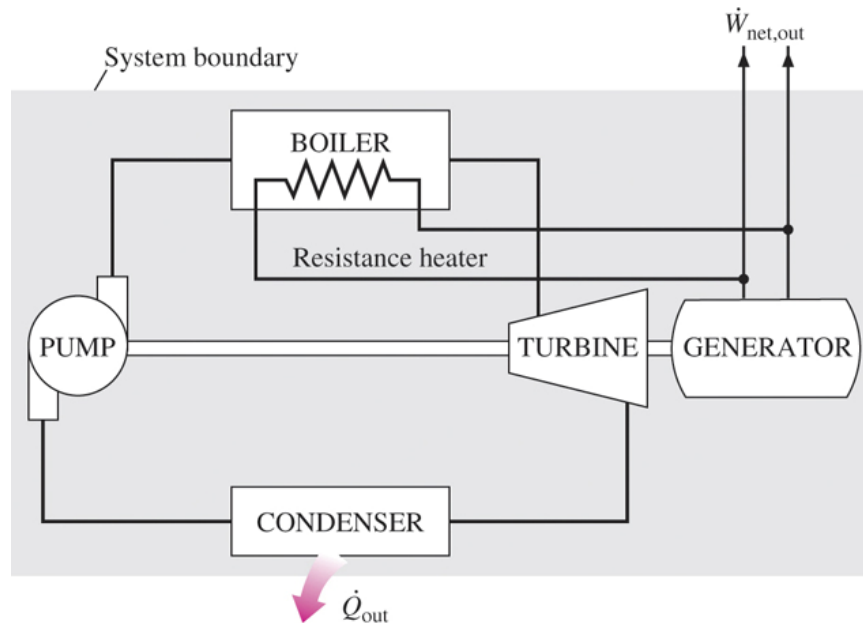 Ẇnet,out
System boundary
BOILER
Resistance heater
PUMP
TURBINE
GENERATOR
CONDENSER
Q̇out